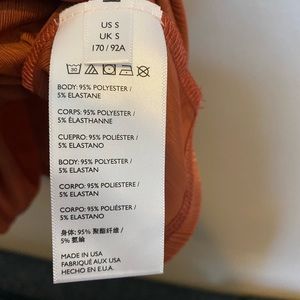 US S
UK S
170 / 92A
30
BODY: 95% POLYESTER /
5% ELASTANE
CORPS: 95% POLYESTER /
5% ÉLASTHANNE
CUERPO: 95% POLIÉSTER /
5% ELASTANO
BODY: 95% POLYESTER /
5% ELASTAN
CORPO: 95% POLIESTERE /
5% ELASTAN
CORPO: 95% POLIÉSTER /
5% ELASTANO
身体: 95% 聚酯纤维 /
5% 氨纶
MADE IN USA
FABRIQUÉ AUX USA
HECHO EN E.U.A.